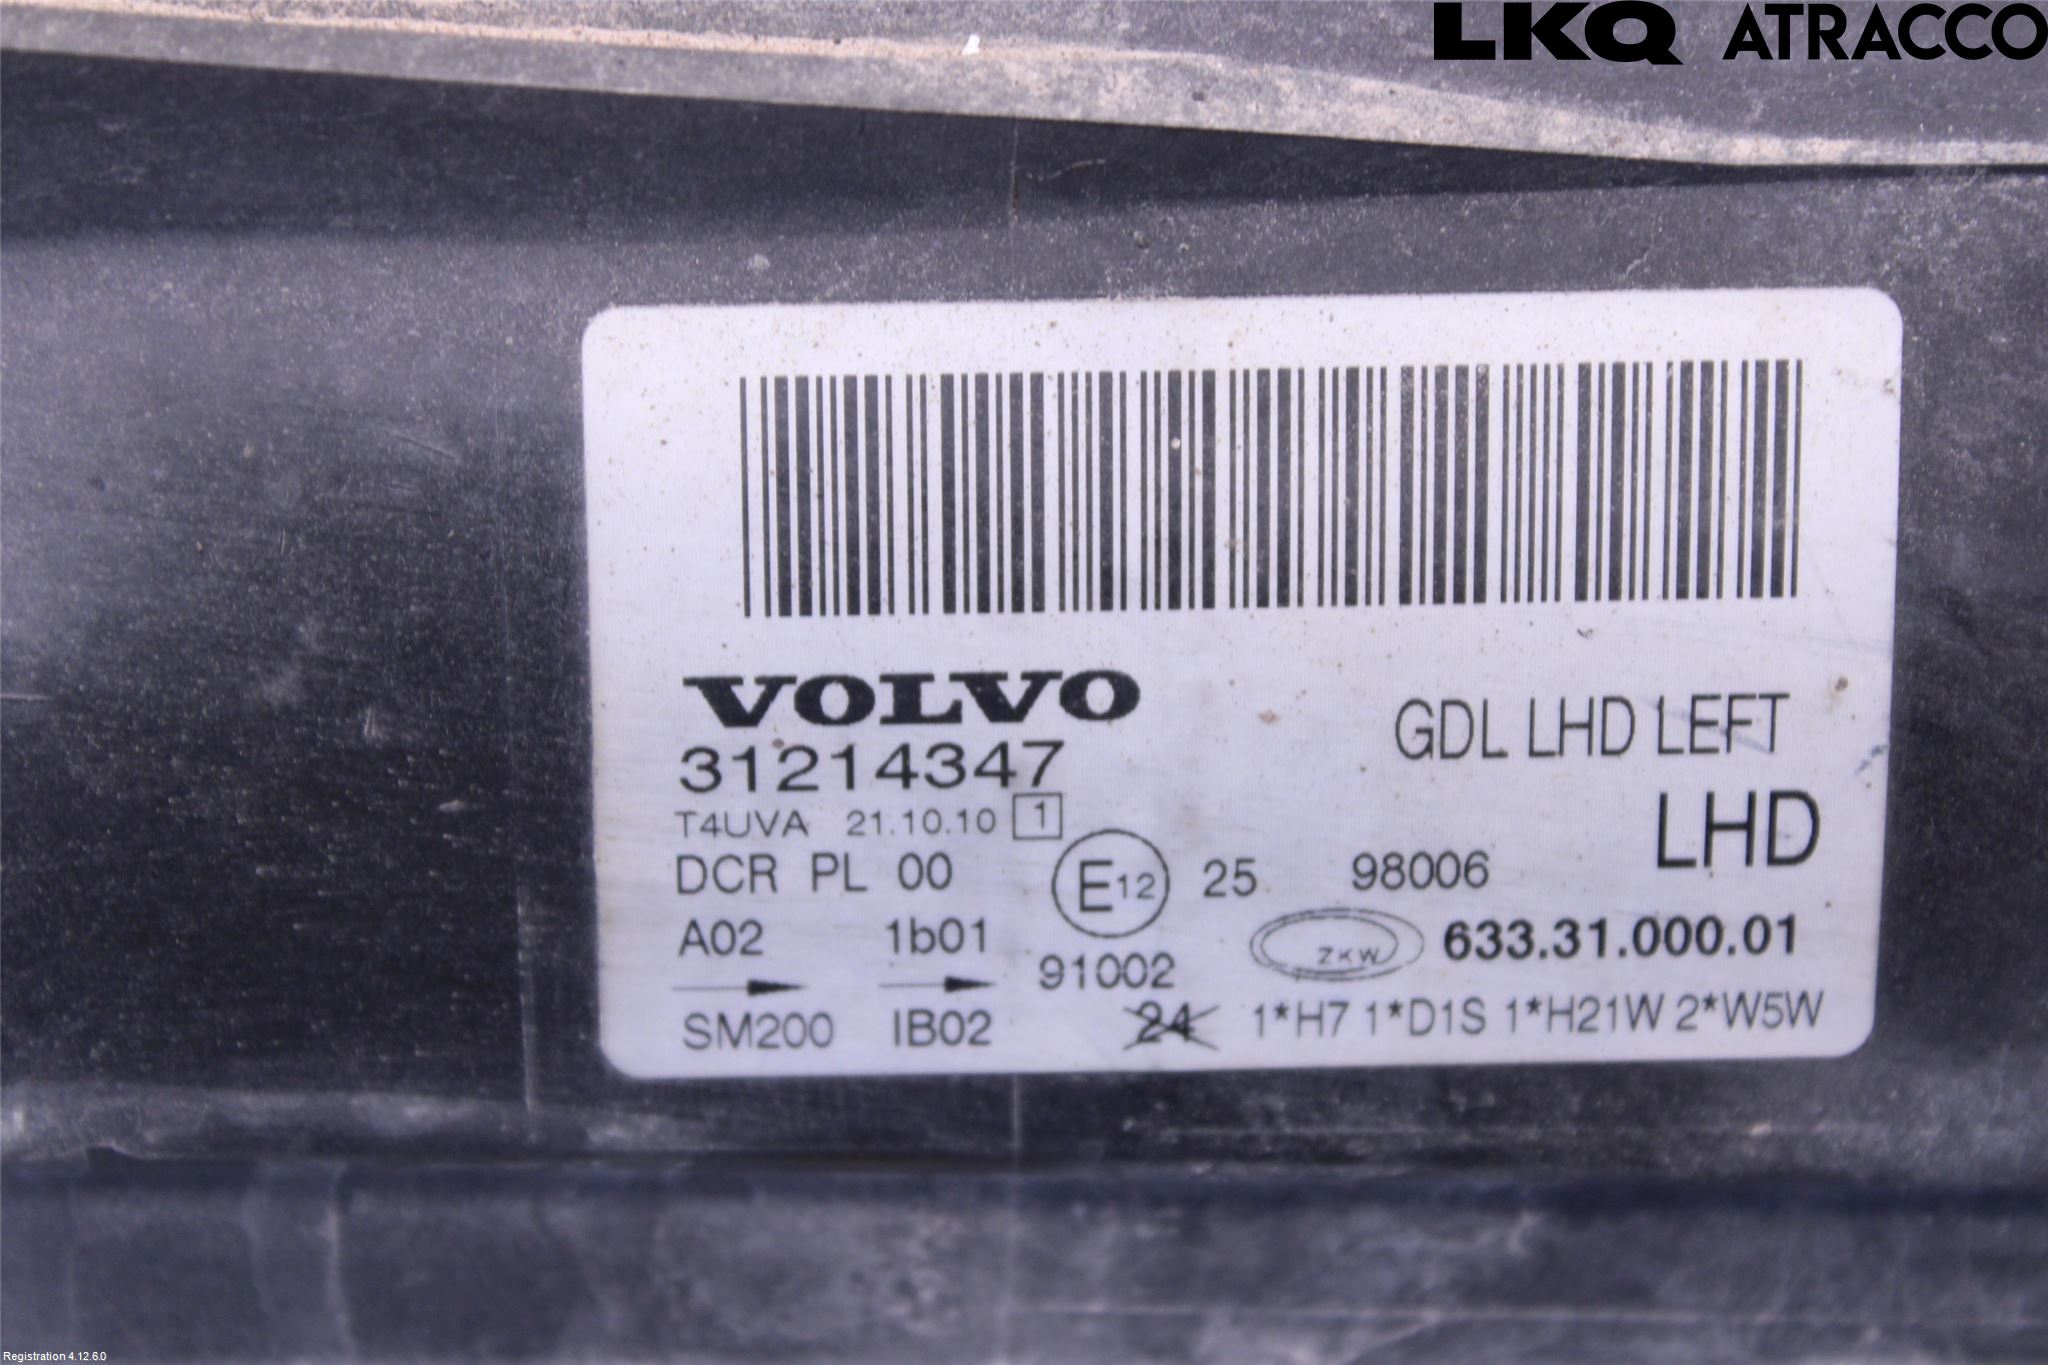 LKQ ATRACCO
VOLVO
GDL LHD LEFT
31214347
LHD
T4UVA 21.10.10 1
DCR PL 00 E12 25 98006
A02 1b01 ZKW 633.31.000.01
91002
SM200 IB02 24 1*H7 1*D1S 1*H21W 2*W5W
Registration 4.12.6.0